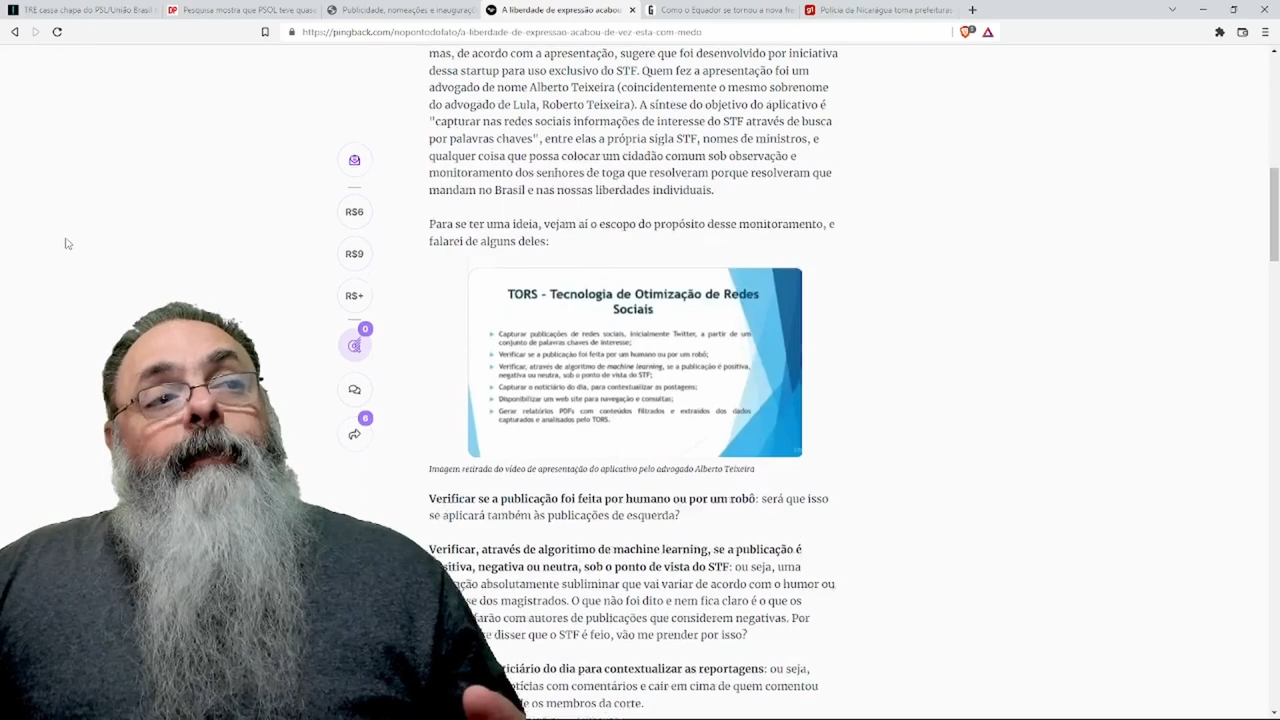 TRE cassa chapa do PSL/União Brasil
Pesquisa mostra que PSOL teve quase
Publicidade, nomeações e inauguraçõ
A liberdade de expressão acabou
Como o Equador se tornou a nova fre
Polícia da Nicarágua toma prefeituras
https://pingback.com/nopontodofato/a-liberdade-de-expressao-acabou-de-vez-esta-com-medo
mas, de acordo com a apresentação, sugere que foi desenvolvido por iniciativa
dessa startup para uso exclusivo do STF. Quem fez a apresentação foi um
advogado de nome Alberto Teixeira (coincidentemente o mesmo sobrenome
do advogado de Lula, Roberto Teixeira). A síntese do objetivo do aplicativo é
"capturar nas redes sociais informações de interesse do STF através de busca
por palavras chaves", entre elas a própria sigla STF, nomes de ministros, e
qualquer coisa que possa colocar um cidadão comum sob observação e
monitoramento dos senhores de toga que resolveram porque resolveram que
mandam no Brasil e nas nossas liberdades individuais.
R$6
R$9
R$+
0
6
Para se ter uma ideia, vejam aí o escopo do propósito desse monitoramento, e
falarei de alguns deles:
TORS - Tecnologia de Otimização de Redes
Sociais
Capturar publicações de redes sociais, inicialmente Twitter, a partir de um
conjunto de palavras chaves de interesse;
Verificar se a publicação foi feita por um humano ou por um robô;
Verificar, através de algoritmo de machine learning, se a publicação é positiva,
negativa ou neutra, sob o ponto de vista do STF;
Capturar o noticiário do dia, para contextualizar as postagens;
Disponibilizar um web site para navegação e consultas;
Gerar relatórios PDFs com conteúdos filtrados e extraídos dos dados
capturados e analisados pelo TORS.
Imagem retirada do vídeo de apresentação do aplicativo pelo advogado Alberto Teixeira
Verificar se a publicação foi feita por humano ou por um robô: será que isso
se aplicará também às publicações de esquerda?
Verificar, através de algoritimo de machine learning, se a publicação é
sitiva, negativa ou neutra, sob o ponto de vista do STF: ou seja, uma
nção absolutamente subliminar que vai variar de acordo com o humor ou
se dos magistrados. O que não foi dito e nem fica claro é o que os
farão com autores de publicações que considerem negativas. Por
e disser que o STF é feio, vão me prender por isso?
ticiário do dia para contextualizar as reportagens: ou seja,
otícias com comentários e cair em cima de quem comentou
de os membros da corte.